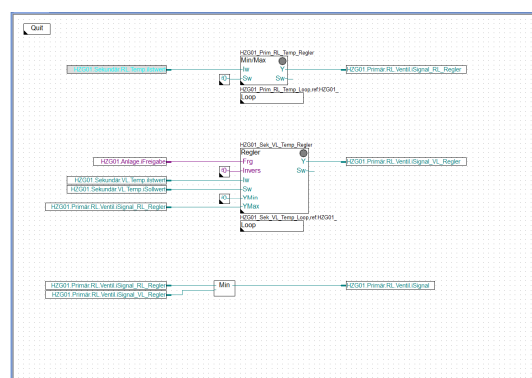 Quit
HZG01_Prim_RL_Temp_Regler
Min/Max
HZG01.Sekundär.RL.Temp.iIstwert
Iw
Y
HZG01.Primär.RL.Ventil.iSignal_RL_Regler
Sw
Sw
HZG01_Prim_RL_Temp_Loop.ref:HZG01_
Loop
HZG01_Sek_VL_Temp_Regler
Regler
HZG01.Anlage.iFreigabe
Frg
Y
HZG01.Primär.RL.Ventil.iSignal_VL_Regler
Invers
Sw
HZG01.Sekundär.VL.Temp.iIstwert
Iw
HZG01.Sekundär.VL.Temp.iSollwert
Sw
YMin
HZG01.Primär.RL.Ventil.iSignal_RL_Regler
YMax
HZG01_Sek_VL_Temp_Loop.ref:HZG01_
Loop
HZG01.Primär.RL.Ventil.iSignal_RL_Regler
Min
HZG01.Primär.RL.Ventil.iSignal
HZG01.Primär.RL.Ventil.iSignal_VL_Regler